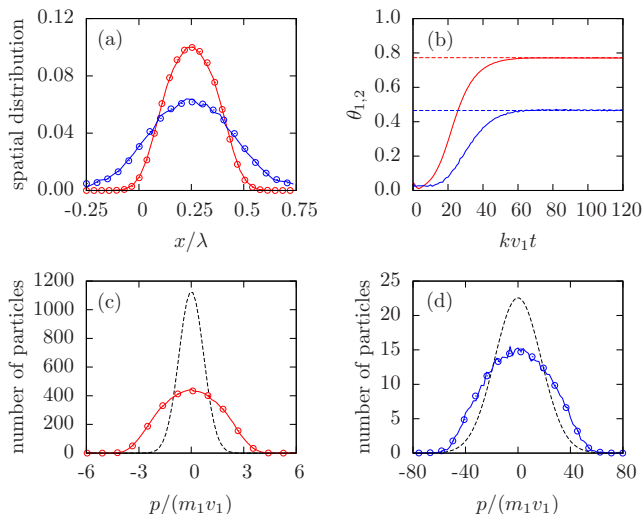 (a)
spatial distribution
0.12
0.08
0.04
0.00
-0.25 0 0.25 0.75
x/λ
(b)
θ1,2
1.0
0.8
0.6
0.4
0.2
0.0
0 20 40 60 80 100 120
kv1t
(c)
number of particles
1200
1000
800
600
400
200
0
-6 -3 0 3 6
p/(m1v1)
(d)
number of particles
25
20
15
10
5
0
-80 -40 0 40 80
p/(m1v1)